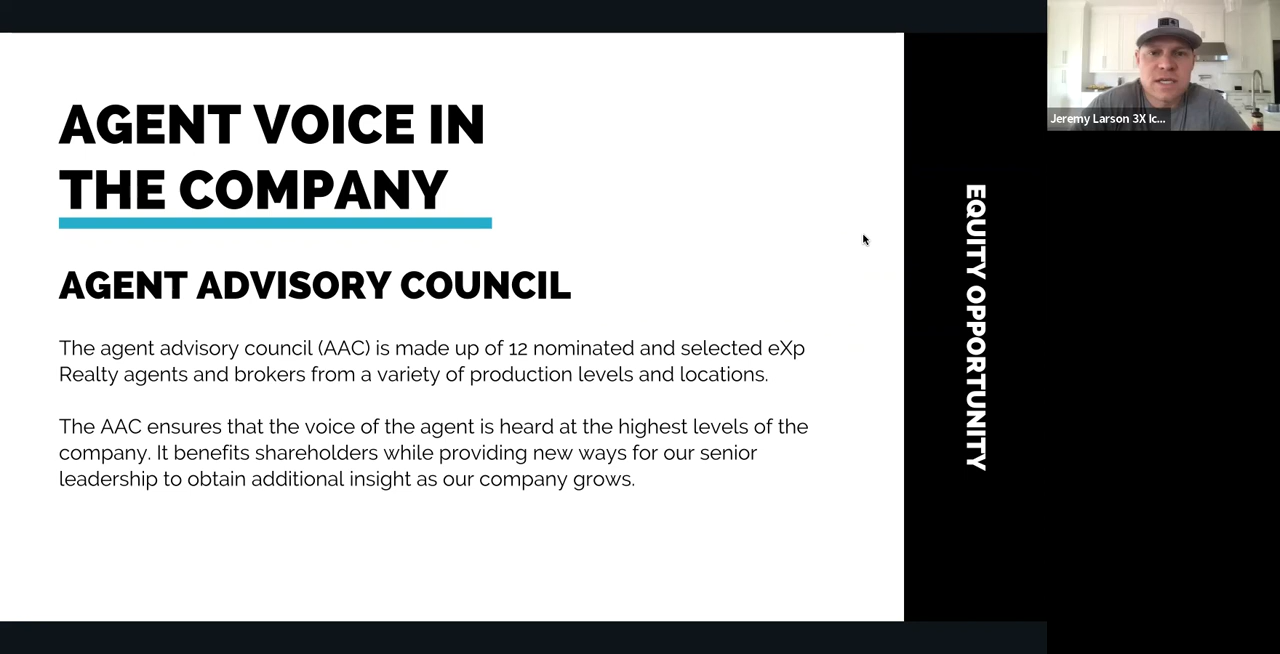 AGENT VOICE IN
THE COMPANY
AGENT ADVISORY COUNCIL
The agent advisory council (AAC) is made up of 12 nominated and selected eXp
Realty agents and brokers from a variety of production levels and locations.
The AAC ensures that the voice of the agent is heard at the highest levels of the
company. It benefits shareholders while providing new ways for our senior
leadership to obtain additional insight as our company grows.
EQUITY OPPORTUNITY
Jeremy Larson 3X Ic...